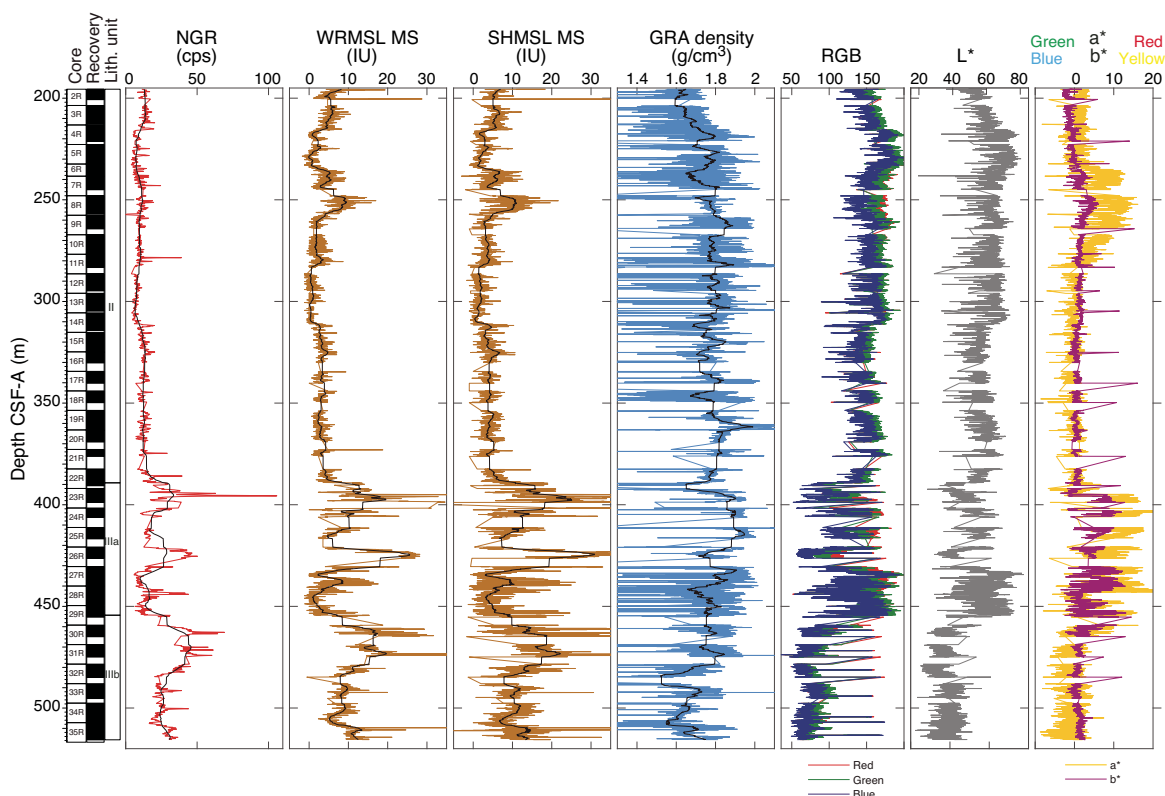 Core
Recovery
Lith. unit
NGR
(cps)
WRMSL MS
(IU)
SHMSL MS
(IU)
GRA density
(g/cm3)
RGB
L*
Green a* Red
Blue b* Yellow
0 50 100
0 10 20 30
0 10 20 30
1.4 1.6 1.8 2
50 100 150
20 40 60 80
-10 0 10 20
Depth CSF-A (m)
200
250
300
350
400
450
500
2R
3R
4R
5R
6R
7R
8R
9R
10R
11R
12R
13R
14R
15R
16R
17R
18R
19R
20R
21R
22R
23R
24R
25R
26R
27R
28R
29R
30R
31R
32R
33R
34R
35R
II
IIIa
IIIb
Red
Green
Blue
a*
b*